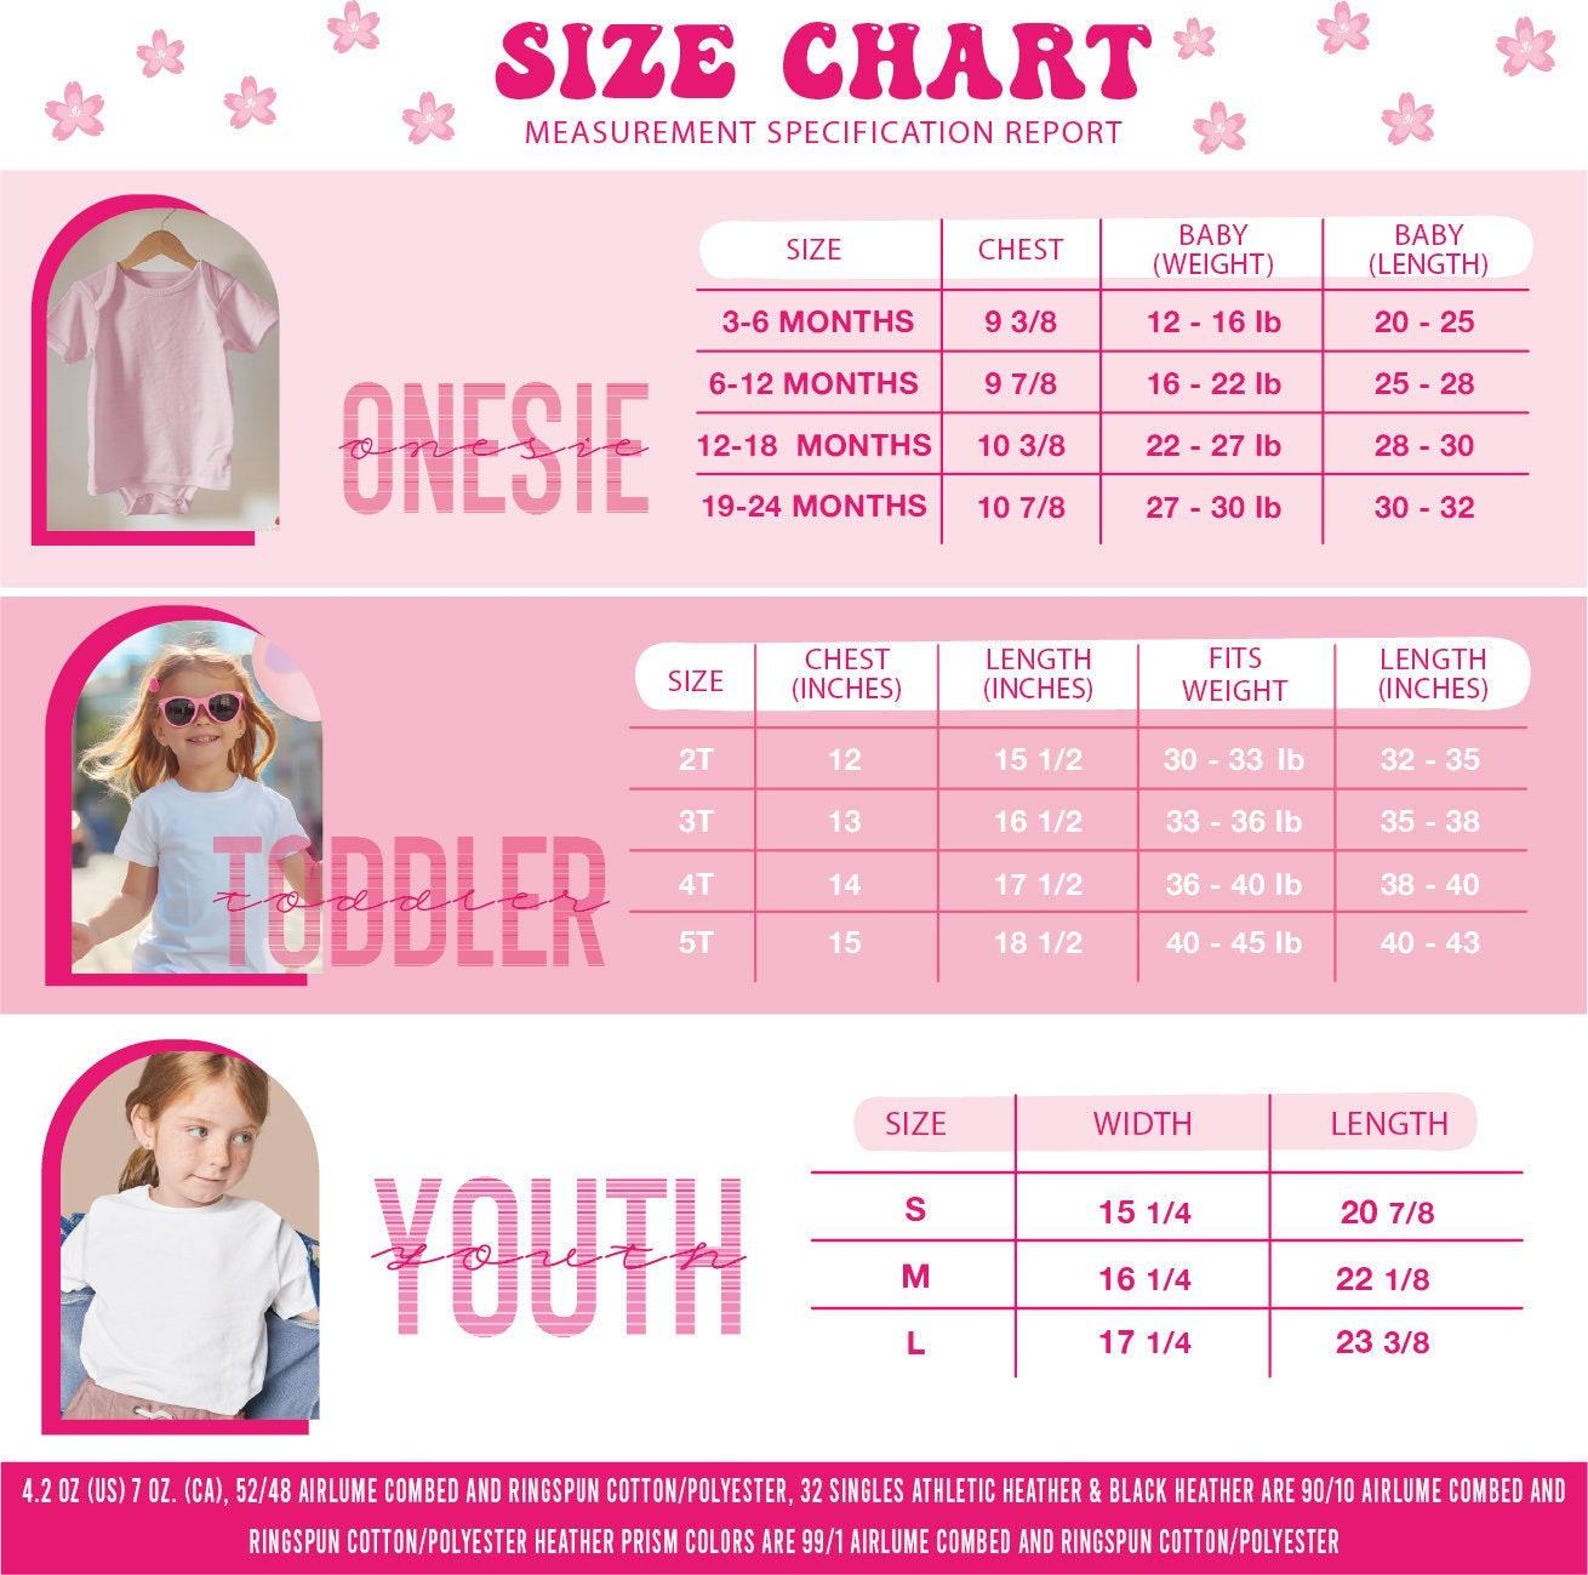 SIZE CHART
MEASUREMENT SPECIFICATION REPORT
SIZE CHEST BABY (WEIGHT) BABY (LENGTH)
3-6 MONTHS 9 3/8 12 - 16 lb 20 - 25
6-12 MONTHS 9 7/8 16 - 22 lb 25 - 28
12-18 MONTHS 10 3/8 22 - 27 lb 28 - 30
19-24 MONTHS 10 7/8 27 - 30 lb 30 - 32
ONESIE
onesie
SIZE CHEST (INCHES) LENGTH (INCHES) FITS WEIGHT LENGTH (INCHES)
2T 12 15 1/2 30 - 33 lb 32 - 35
3T 13 16 1/2 33 - 36 lb 35 - 38
4T 14 17 1/2 36 - 40 lb 38 - 40
5T 15 18 1/2 40 - 45 lb 40 - 43
TODDLER
toddler
SIZE WIDTH LENGTH
S 15 1/4 20 7/8
M 16 1/4 22 1/8
L 17 1/4 23 3/8
YOUTH
youth
4.2 OZ (US) 7 OZ. (CA), 52/48 AIRLUME COMBED AND RINGSPUN COTTON/POLYESTER, 32 SINGLES ATHLETIC HEATHER & BLACK HEATHER ARE 90/10 AIRLUME COMBED AND
RINGSPUN COTTON/POLYESTER HEATHER PRISM COLORS ARE 99/1 AIRLUME COMBED AND RINGSPUN COTTON/POLYESTER